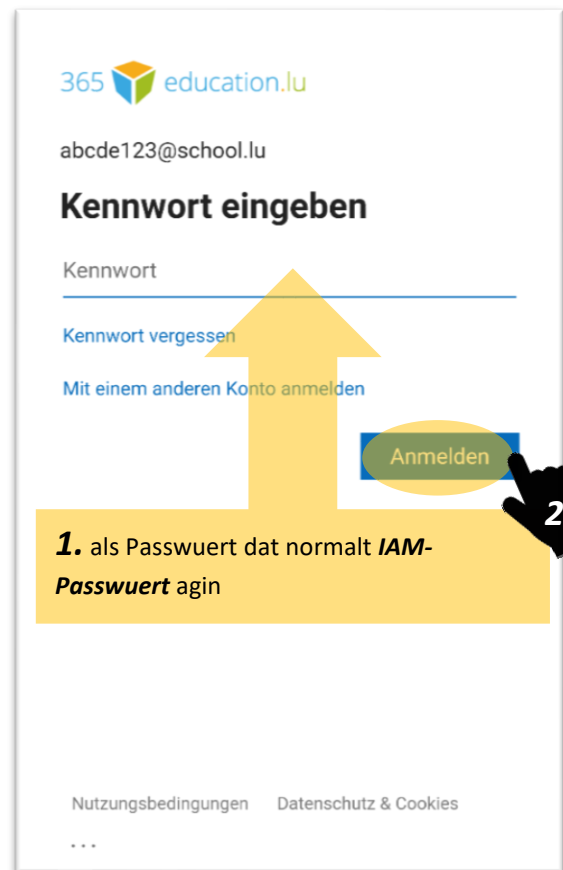 365 education.lu
abcde123@school.lu
Kennwort eingeben
Kennwort
Kennwort vergessen
Mit einem anderen Konto anmelden
Anmelden
2
1. als Passwuert dat normalt IAM-
Passwuert agin
Nutzungsbedingungen Datenschutz & Cookies
...